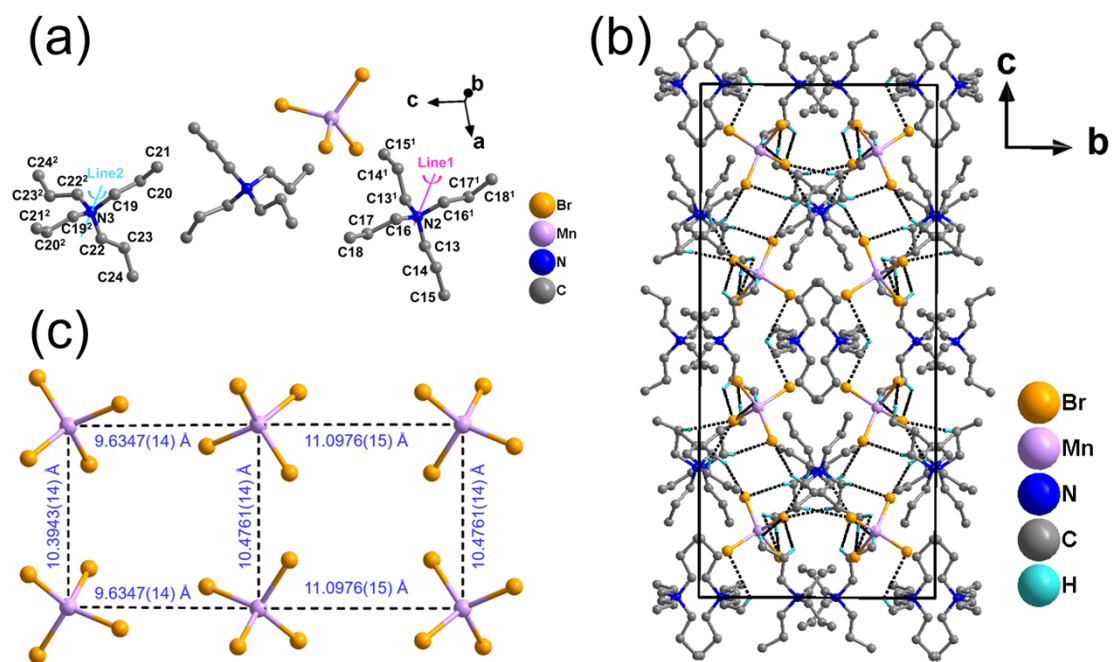 (a)
b
c
a
C15¹
Line1
C14¹
C17¹
C13¹
C18¹
C16¹
C17
N2
C16
C18
C13
C14
C15
C21
C24²
Line2
C23²
C22²
C19
C20
C21²
N3
C19²
C23
C20²
C22
C24
Br
Mn
N
C
(b)
c
b
Br
Mn
N
C
H
(c)
9.6347(14) Å
11.0976(15) Å
10.3943(14) Å
10.4761(14) Å
10.4761(14) Å
9.6347(14) Å
11.0976(15) Å